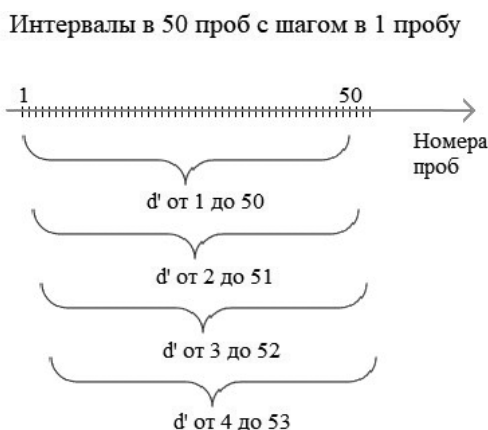 Интервалы в 50 проб с шагом в 1 пробу
1
50
Номера
проб
d' от 1 до 50
d' от 2 до 51
d' от 3 до 52
d' от 4 до 53